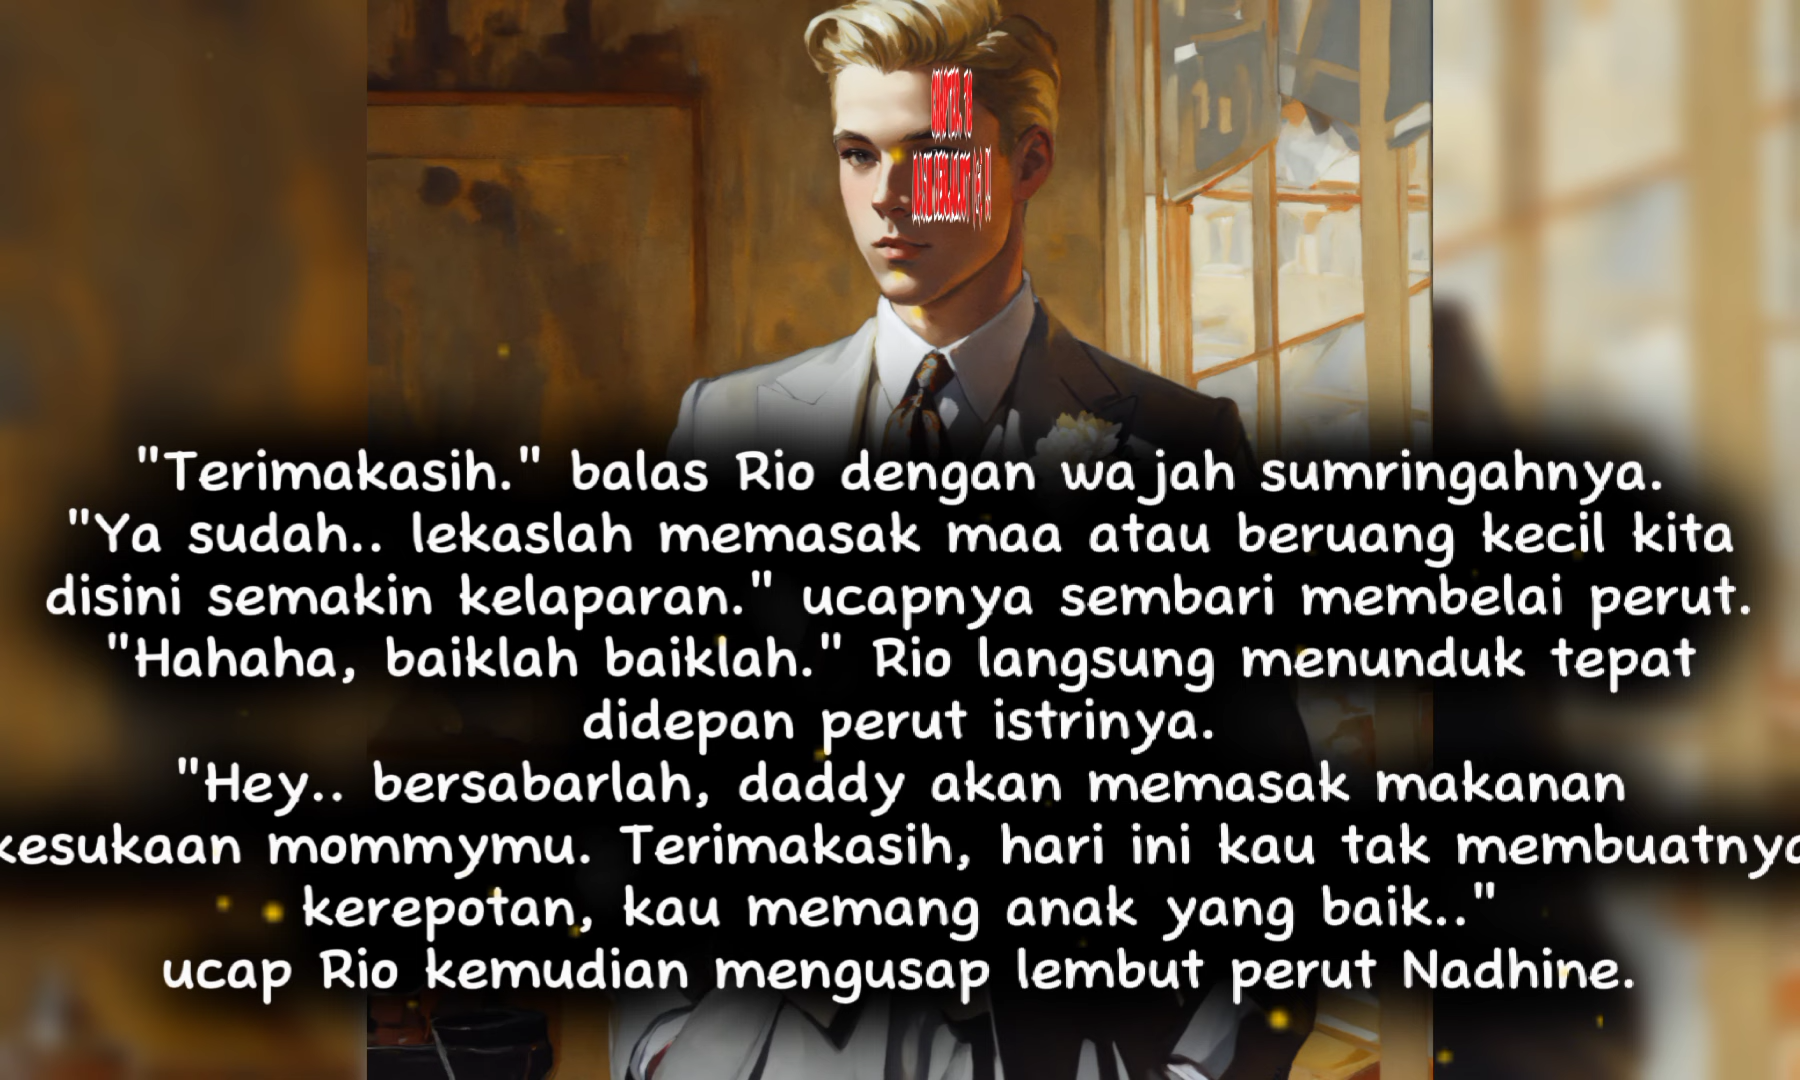 "Terimakasih." balas Rio dengan wajah sumringahnya.
"Ya sudah.. lekaslah memasak maa atau beruang kecil kita
disini semakin kelaparan." ucapnya sembari membelai perut.
"Hahaha, baiklah baiklah." Rio langsung menunduk tepat
didepan perut istrinya.
"Hey.. bersabarlah, daddy akan memasak makanan
kesukaan mommymu. Terimakasih, hari ini kau tak membuatnya
kerepotan, kau memang anak yang baik.."
ucap Rio kemudian mengusap lembut perut Nadhine.